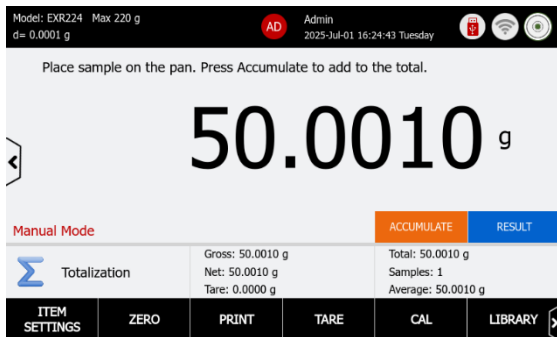 Model: EXR224 Max 220 g
d= 0.0001 g
AD
Admin
2025-Jul-01 16:24:43 Tuesday
Place sample on the pan. Press Accumulate to add to the total.
50.0010 g
Manual Mode
ACCUMULATE
RESULT
Totalization
Gross: 50.0010 g
Net: 50.0010 g
Tare: 0.0000 g
Total: 50.0010 g
Samples: 1
Average: 50.0010 g
ITEM
SETTINGS
ZERO
PRINT
TARE
CAL
LIBRARY